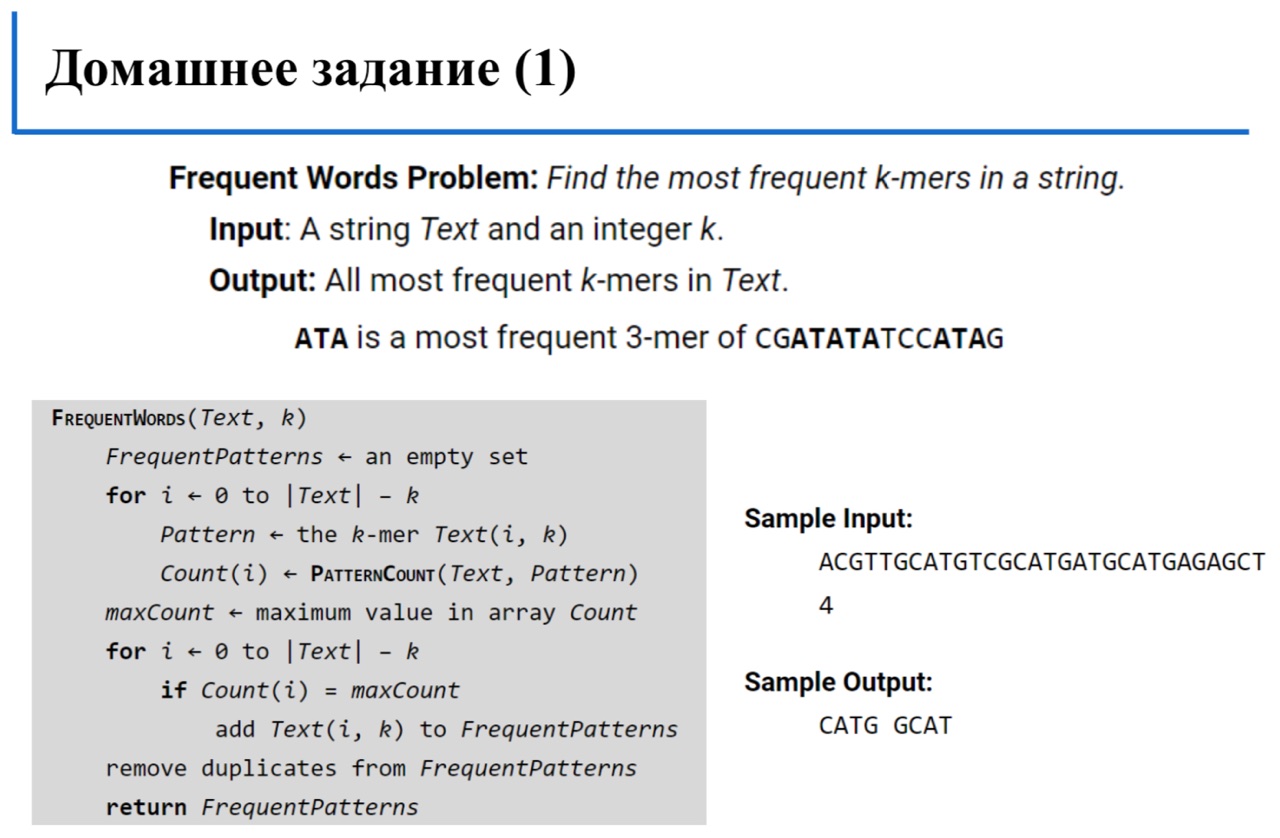 Домашнее задание (1)
Frequent Words Problem: Find the most frequent k-mers in a string.
Input: A string Text and an integer k.
Output: All most frequent k-mers in Text.
ATA is a most frequent 3-mer of CGATATATCCATAG
FREQUENTWORDS(Text, k)
FrequentPatterns ← an empty set
for i ← 0 to |Text| − k
Pattern ← the k-mer Text(i, k)
Count(i) ← PATTERNCOUNT(Text, Pattern)
maxCount ← maximum value in array Count
for i ← 0 to |Text| − k
if Count(i) = maxCount
add Text(i, k) to FrequentPatterns
remove duplicates from FrequentPatterns
return FrequentPatterns
Sample Input:
ACGTTGCATGTCGCATGATGCATGAGAGCT
4
Sample Output:
CATG GCAT